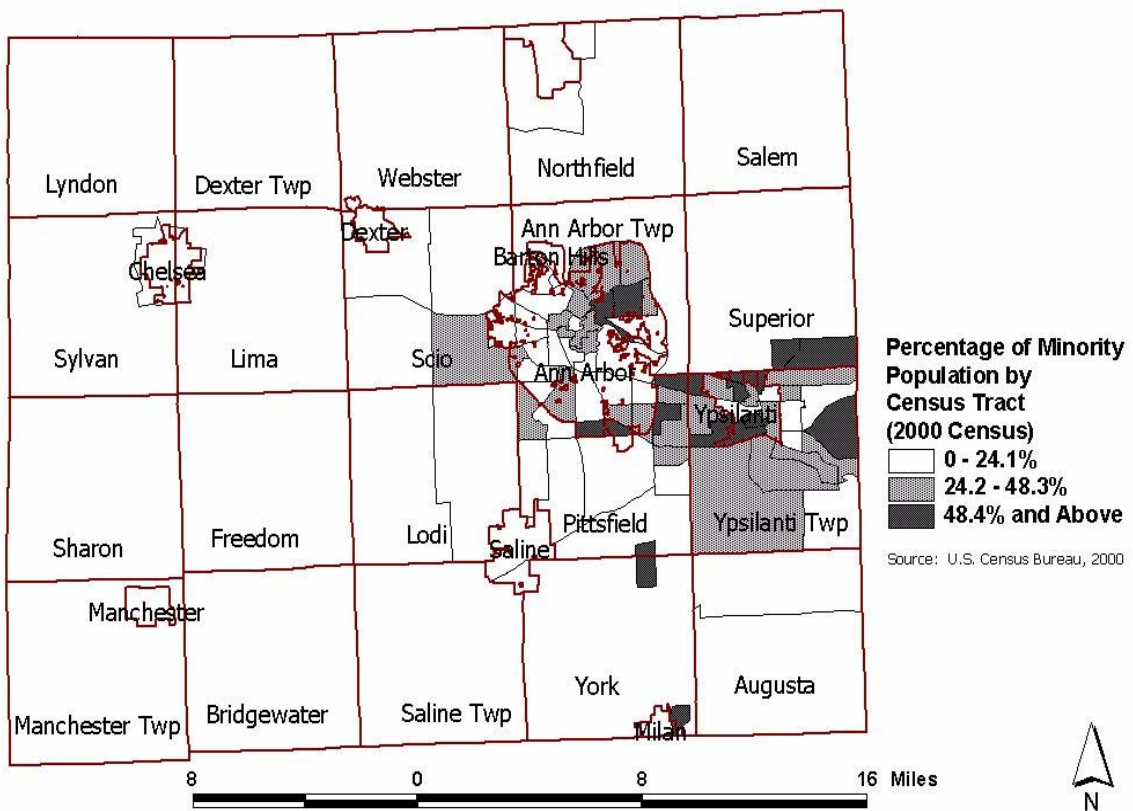 Northfield
Salem
Webster
Lyndon
Dexter Twp
Ann Arbor Twp
Dexter
Barton Hills
Chelsea
Superior
Sylvan
Lima
Scio
Ann Arbor
Ypsilanti
Percentage of Minority
Population by
Census Tract
(2000 Census)
0 - 24.1%
24.2 - 48.3%
48.4% and Above
Source: U.S. Census Bureau, 2000
Sharon
Freedom
Lodi
Saline
Pittsfield
Ypsilanti Twp
Manchester
York
Augusta
Manchester Twp
Bridgewater
Saline Twp
Milan
8 0 8 16 Miles
N